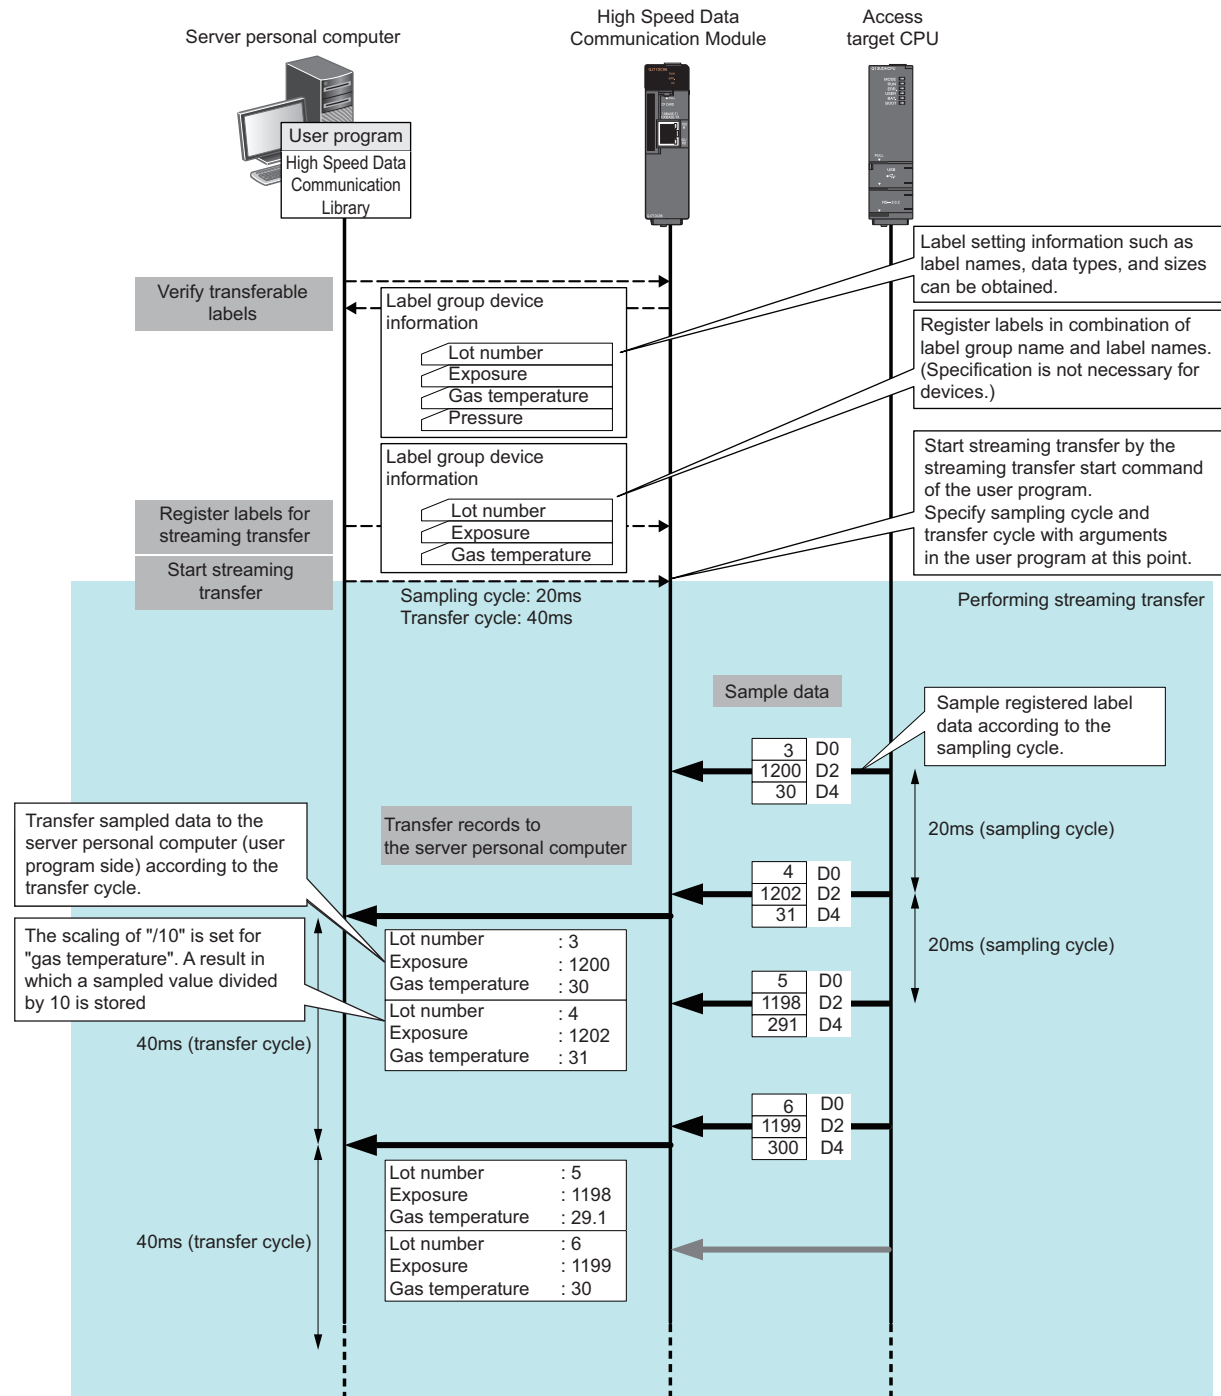 High Speed Data
Communication Module
Access
target CPU
Server personal computer
User program
High Speed Data
Communication
Library
Label setting information such as
label names, data types, and sizes
can be obtained.
Verify transferable
labels
Label group device
information
Lot number
Exposure
Gas temperature
Pressure
Register labels in combination of
label group name and label names.
(Specification is not necessary for
devices.)
Label group device
information
Lot number
Exposure
Gas temperature
Register labels for
streaming transfer
Start streaming transfer by the
streaming transfer start command
of the user program.
Specify sampling cycle and
transfer cycle with arguments
in the user program at this point.
Start streaming
transfer
Sampling cycle: 20ms
Transfer cycle: 40ms
Performing streaming transfer
Sample data
Sample registered label
data according to the
sampling cycle.
3 D0
1200 D2
30 D4
20ms (sampling cycle)
Transfer sampled data to the
server personal computer (user
program side) according to the
transfer cycle.
Transfer records to
the server personal computer
4 D0
1202 D2
31 D4
20ms (sampling cycle)
The scaling of "/10" is set for
"gas temperature". A result in
which a sampled value divided
by 10 is stored
Lot number : 3
Exposure : 1200
Gas temperature : 30
Lot number : 4
Exposure : 1202
Gas temperature : 31
5 D0
1198 D2
291 D4
40ms (transfer cycle)
6 D0
1199 D2
300 D4
Lot number : 5
Exposure : 1198
Gas temperature : 29.1
Lot number : 6
Exposure : 1199
Gas temperature : 30
40ms (transfer cycle)